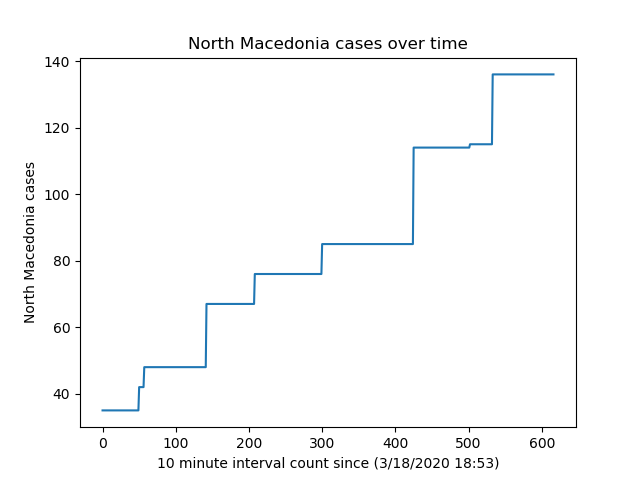 North Macedonia cases over time
140
120
100
80
60
40
North Macedonia cases
0 100 200 300 400 500 600
10 minute interval count since (3/18/2020 18:53)